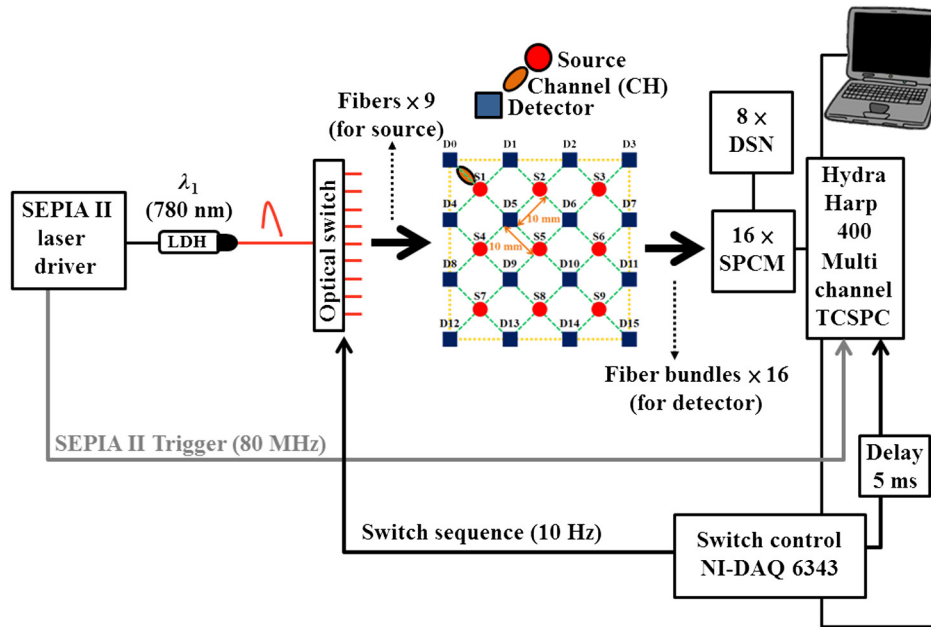 Source
Channel (CH)
Detector
Fibers × 9
(for source)
8 ×
DSN
λ1
(780 nm)
SEPIA II
laser
driver
LDH
Optical switch
D0
D1
D2
D3
S1
S2
S3
D4
D5
D6
D7
10 mm
10 mm
S4
S5
S6
D8
D9
D10
D11
S7
S8
S9
D12
D13
D14
D15
16 ×
SPCM
Hydra
Harp
400
Multi
channel
TCSPC
Fiber bundles × 16
(for detector)
SEPIA II Trigger (80 MHz)
Delay
5 ms
Switch sequence (10 Hz)
Switch control
NI-DAQ 6343